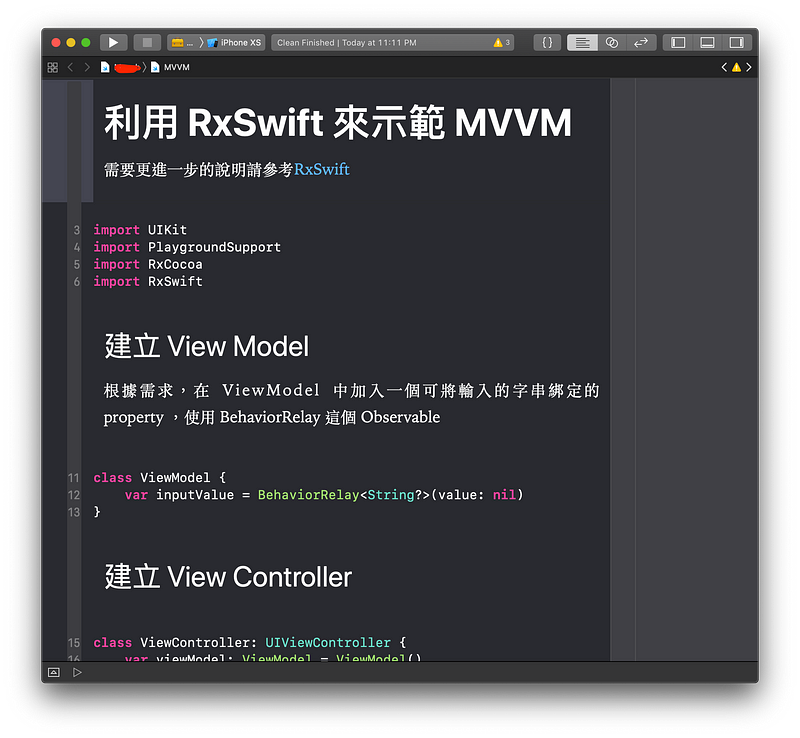 ... 〉 iPhone XS
Clean Finished | Today at 11:11 PM
3
{}
MVVM
利用 RxSwift 來示範 MVVM
需要更進一步的說明請參考RxSwift
3 import UIKit
4 import PlaygroundSupport
5 import RxCocoa
6 import RxSwift
建立 View Model
根據需求，在 ViewModel 中加入一個可將輸入的字串綁定的
property ，使用 BehaviorRelay 這個 Observable
11 class ViewModel {
12 var inputValue = BehaviorRelay<String?>(value: nil)
13 }
建立 View Controller
15 class ViewController: UIViewController {
16 var viewModel: ViewModel = ViewModel()